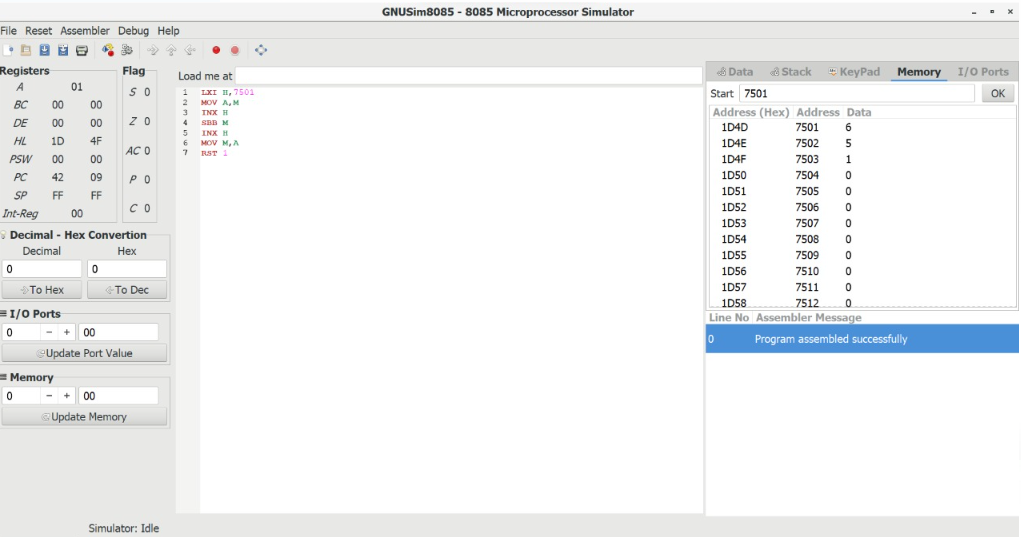 GNUSim8085 - 8085 Microprocessor Simulator
File Reset Assembler Debug Help
Registers
A 01
BC 00 00
DE 00 00
HL 1D 4F
PSW 00 00
PC 42 09
SP FF FF
Int-Reg 00
Flag
S 0
Z 0
AC 0
P 0
C 0
Decimal - Hex Convertion
Decimal Hex
0 0
To Hex To Dec
I/O Ports
0 - + 00
Update Port Value
Memory
0 - + 00
Update Memory
Load me at
1 LXI H,7501
2 MOV A,M
3 INX H
4 SBB M
5 INX H
6 MOV M,A
7 RST 1
Data Stack KeyPad Memory I/O Ports
Start 7501 OK
Address (Hex) Address Data
1D4D 7501 6
1D4E 7502 5
1D4F 7503 1
1D50 7504 0
1D51 7505 0
1D52 7506 0
1D53 7507 0
1D54 7508 0
1D55 7509 0
1D56 7510 0
1D57 7511 0
1D58 7512 0
Line No Assembler Message
0 Program assembled successfully
Simulator: Idle